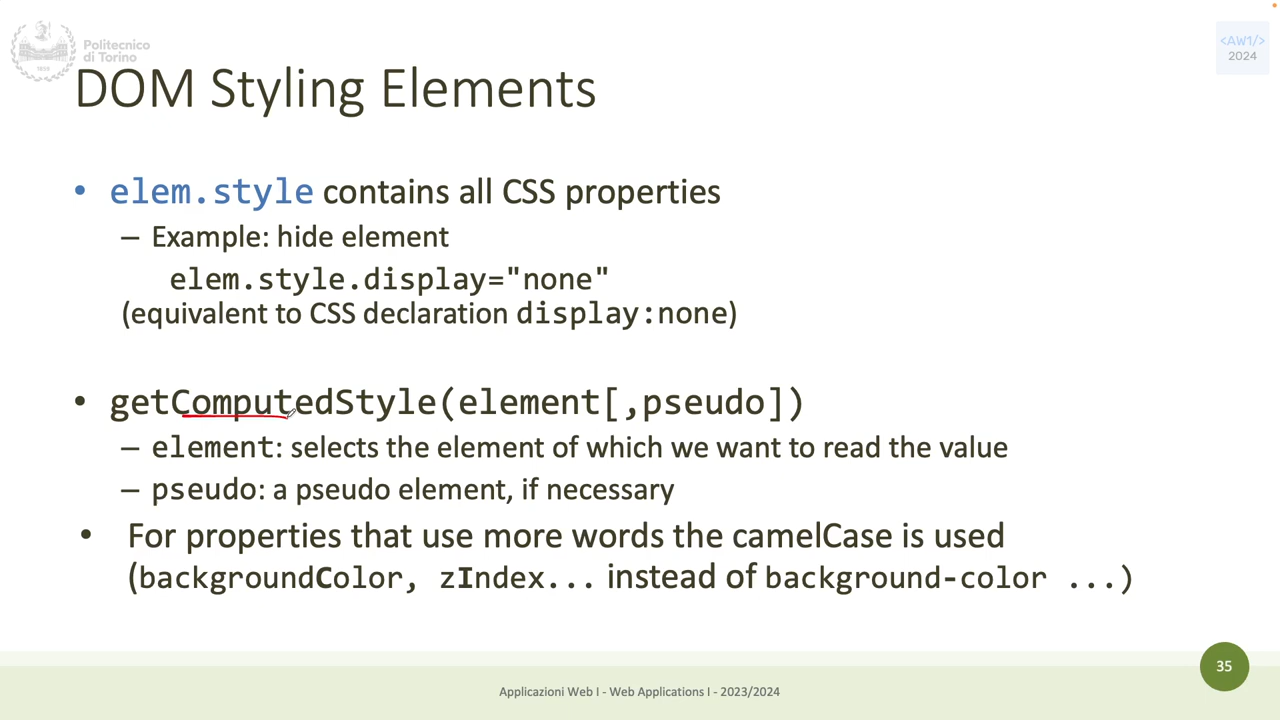 Politecnico
di Torino
1859
<AW1/>
2024
DOM Styling Elements
• elem.style contains all CSS properties
– Example: hide element
elem.style.display="none"
(equivalent to CSS declaration display:none)
• getComputedStyle(element[,pseudo])
– element: selects the element of which we want to read the value
– pseudo: a pseudo element, if necessary
• For properties that use more words the camelCase is used
(backgroundColor, zIndex... instead of background-color ...)
35
Applicazioni Web I - Web Applications I - 2023/2024